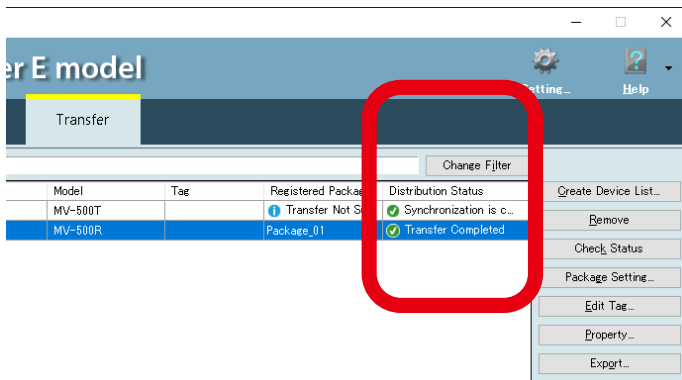 er E model
Setting...
Help
Transfer
Change Filter
Model Tag Registered Package Distribution Status
MV-500T Transfer Not S Synchronization is c...
MV-500R Package_01 Transfer Completed
Create Device List...
Remove
Check Status
Package Setting...
Edit Tag...
Property...
Export...